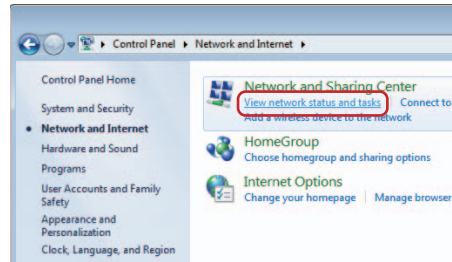 Control Panel ▸ Network and Internet ▸
Control Panel Home
System and Security
Network and Internet
Hardware and Sound
Programs
User Accounts and Family
Safety
Appearance and
Personalization
Clock, Language, and Region
Network and Sharing Center
View network status and tasks Connect to
Add a wireless device to the network
HomeGroup
Choose homegroup and sharing options
Internet Options
Change your homepage Manage browser